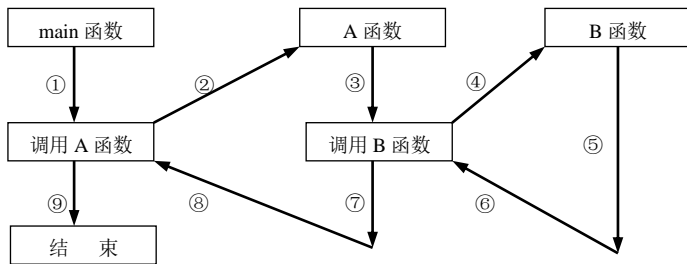 main 函数 A 函数 B 函数
① ② ③ ④
调用 A 函数 调用 B 函数 ⑤
⑨ ⑧ ⑦ ⑥
结 束